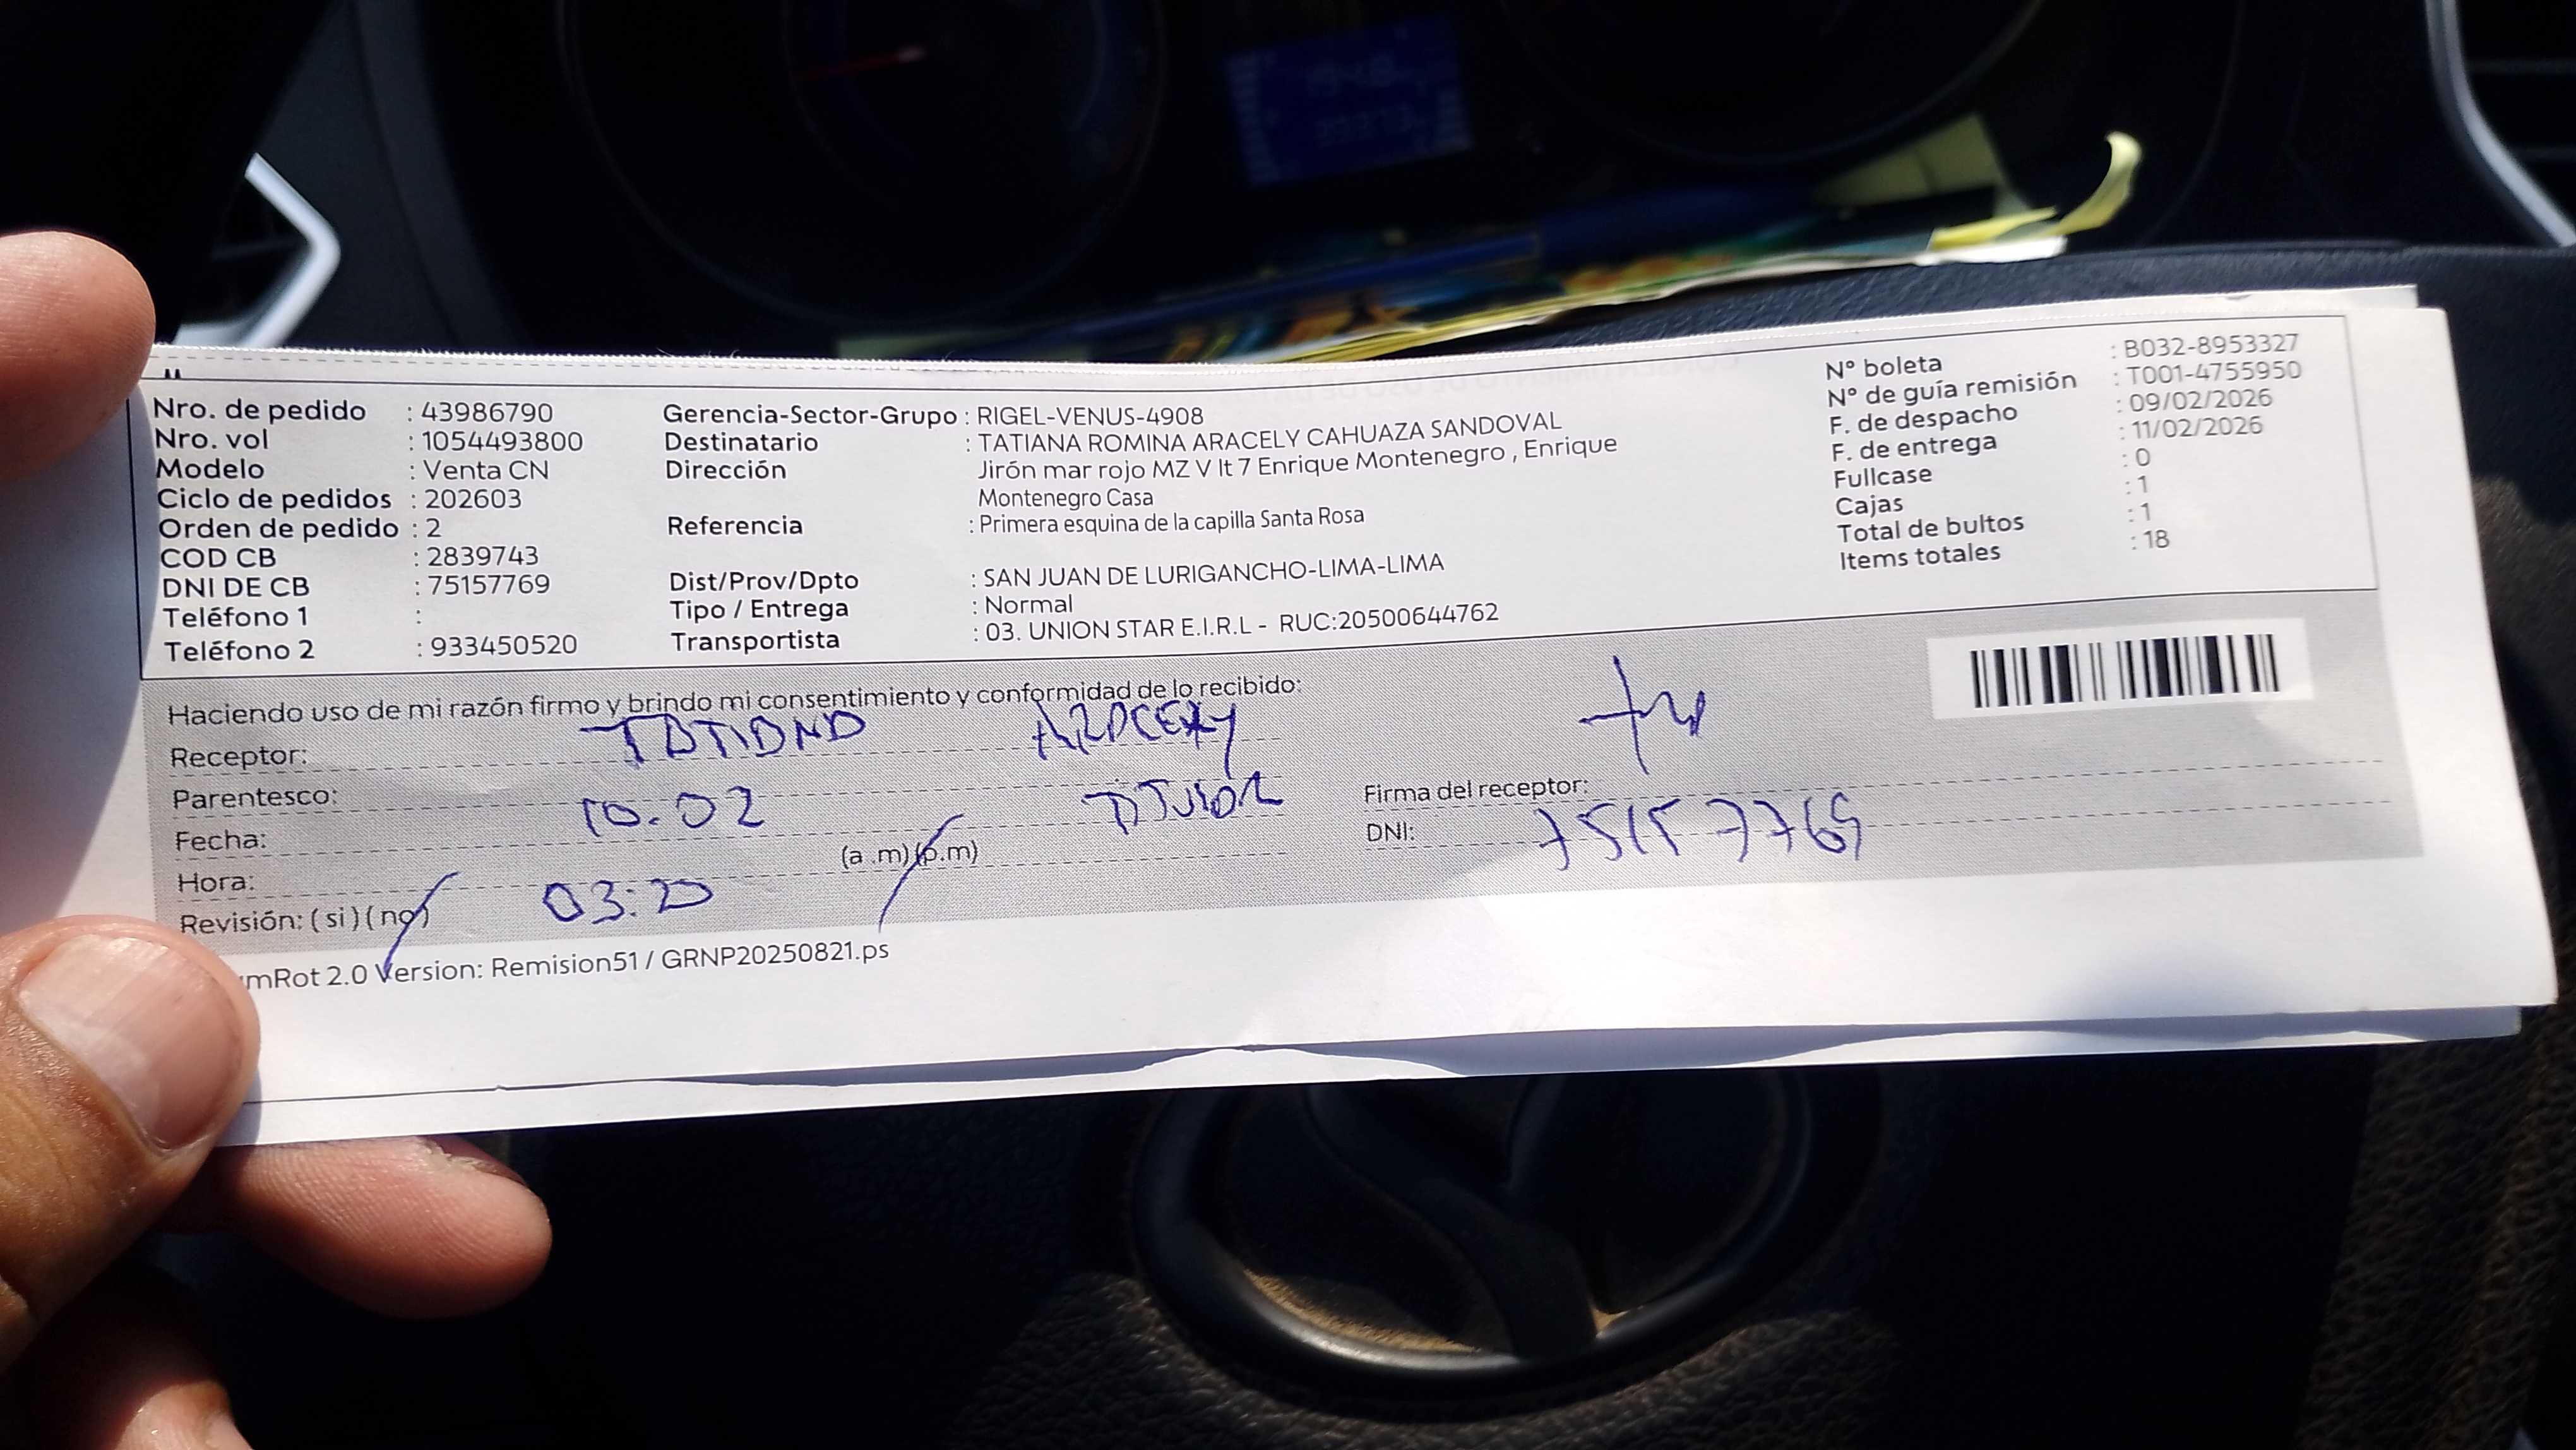 Nro. de pedido : 43986790
Nro. vol : 1054493800
Modelo : Venta CN
Ciclo de pedidos : 202603
Orden de pedido : 2
COD CB : 2839743
DNI DE CB : 75157769
Teléfono 1 :
Teléfono 2 : 933450520
Gerencia-Sector-Grupo : RIGEL-VENUS-4908
Destinatario : TATIANA ROMINA ARACELY CAHUAZA SANDOVAL
Dirección Jirón mar rojo MZ V lt 7 Enrique Montenegro , Enrique
Montenegro Casa
Referencia : Primera esquina de la capilla Santa Rosa
Dist/Prov/Dpto : SAN JUAN DE LURIGANCHO-LIMA-LIMA
Tipo / Entrega : Normal
Transportista : 03. UNION STAR E.I.R.L - RUC:20500644762
N° boleta : B032-8953327
N° de guía remisión : T001-4755950
F. de despacho : 09/02/2026
F. de entrega : 11/02/2026
Fullcase : 0
Cajas : 1
Total de bultos : 1
Items totales : 18
Haciendo uso de mi razón firmo y brindo mi consentimiento y conformidad de lo recibido:
Receptor: TATIANA ARACELY
Parentesco: TITULAR
Fecha: 10.02
Hora: 03:20 (a .m) (p.m)
Revisión: ( si ) ( no )
Firma del receptor:
DNI: 75157769
mRot 2.0 Version: Remision51 / GRNP20250821.ps